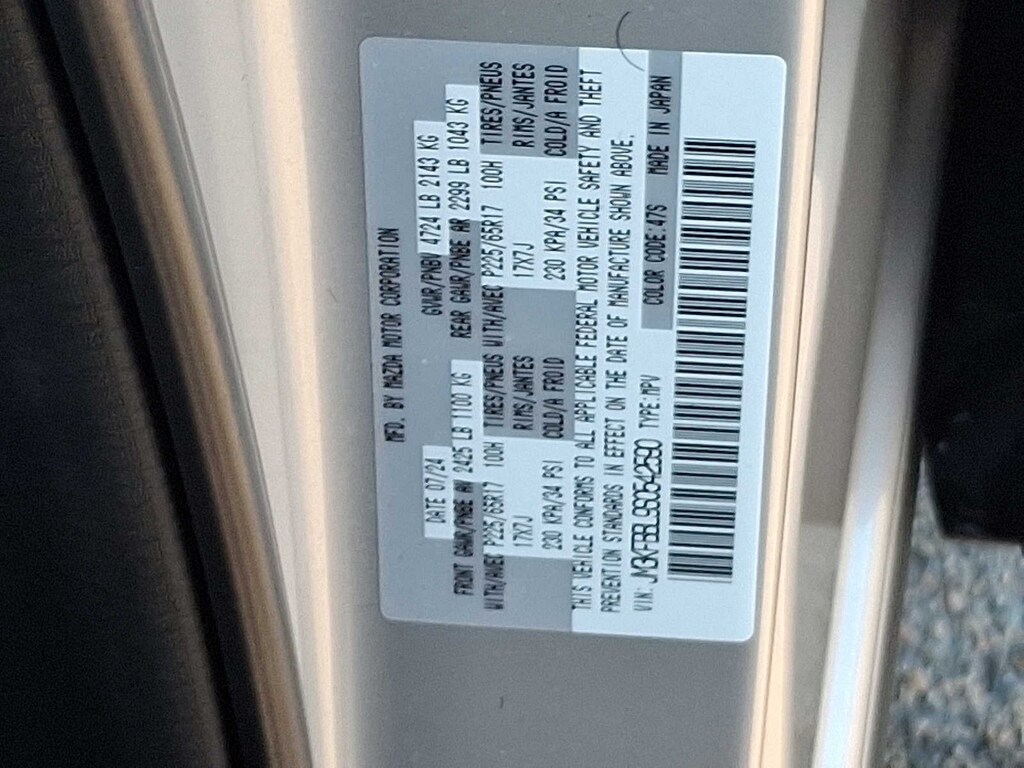 MFD. BY MAZDA MOTOR CORPORATION
DATE 07/24 GVWR/PNBV 4724 LB 2143 KG
FRONT GAWR/PNBE AV 2425 LB 1100 KG REAR GAWR/PNBE AR 2299 LB 1043 KG
WITH/AVEC P225/65R17 100H TIRES/PNEUS WITH/AVEC P225/65R17 100H TIRES/PNEUS
17X7J RIMS/JANTES 17X7J RIMS/JANTES
230 KPA/34 PSI COLD/A FROID 230 KPA/34 PSI COLD/A FROID
THIS VEHICLE CONFORMS TO ALL APPLICABLE FEDERAL MOTOR VEHICLE SAFETY AND THEFT
PREVENTION STANDARDS IN EFFECT ON THE DATE OF MANUFACTURE SHOWN ABOVE.
VIN: JM3KFBBL9S0542590 TYPE: MPV COLOR CODE: 47S MADE IN JAPAN